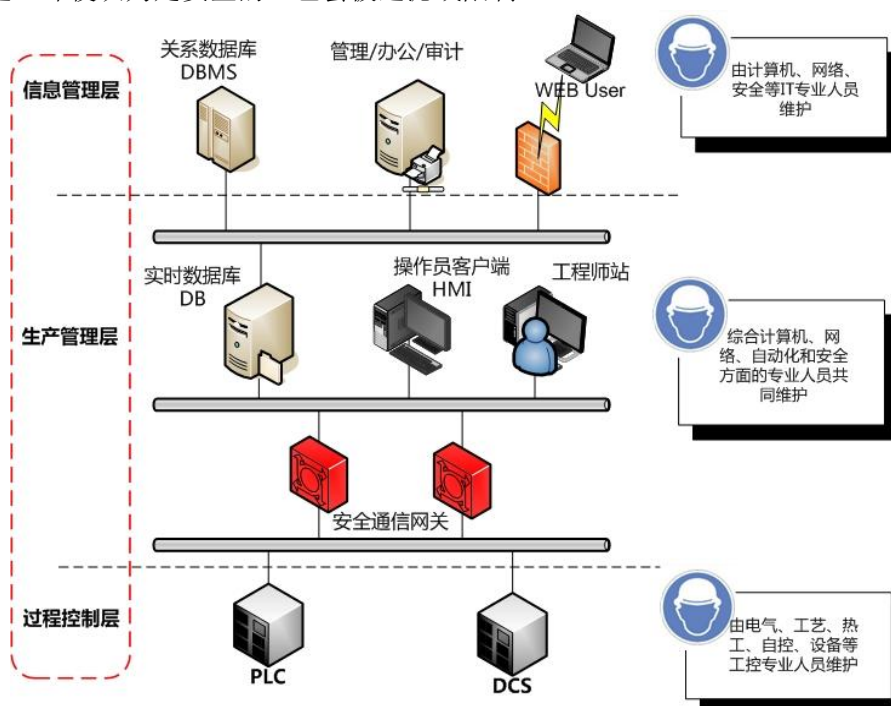 关系数据库
DBMS
管理/办公/审计
WEB User
信息管理层
由计算机、网络、
安全等IT专业人员
维护
实时数据库
DB
操作员客户端
HMI
工程师站
生产管理层
综合计算机、网
络、自动化和安全
方面的专业人员共
同维护
安全通信网关
过程控制层
PLC
DCS
由电气、工艺、热
工、自控、设备等
工控专业人员维护